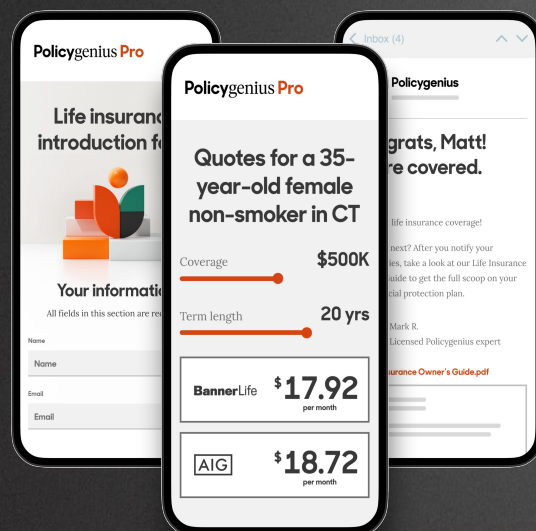 Policygenius Pro
Life insuranc
introduction f
Your informati
All fields in this section are re
Name
Name
Email
Email
Policygenius Pro
Quotes for a 35-
year-old female
non-smoker in CT
Coverage
$500K
Term length
20 yrs
BannerLife
$17.92
per month
AIG
$18.72
per month
Inbox (4)
Policygenius
grats, Matt!
re covered.
life insurance coverage!
next? After you notify your
ies, take a look at our Life Insurance
uide to get the full scoop on your
cial protection plan.
Mark R.
Licensed Policygenius expert
urance Owner's Guide.pdf